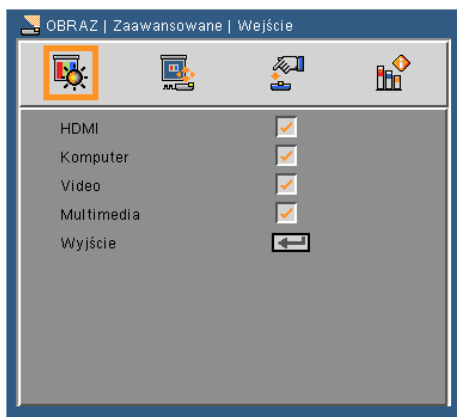 OBRAZ | Zaawansowane | Wejście
HDMI
Komputer
Video
Multimedia
Wyjście